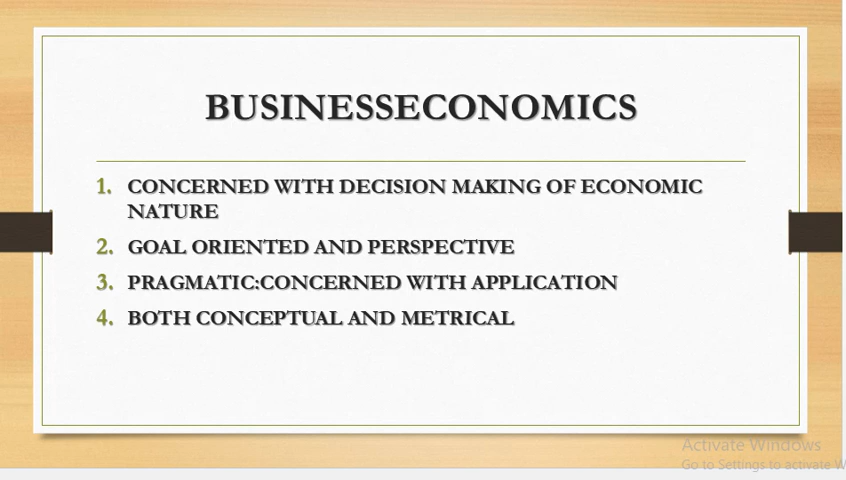 BUSINESSECONOMICS
1. CONCERNED WITH DECISION MAKING OF ECONOMIC
NATURE
2. GOAL ORIENTED AND PERSPECTIVE
3. PRAGMATIC:CONCERNED WITH APPLICATION
4. BOTH CONCEPTUAL AND METRICAL
Activate Windows
Go to Settings to activate W